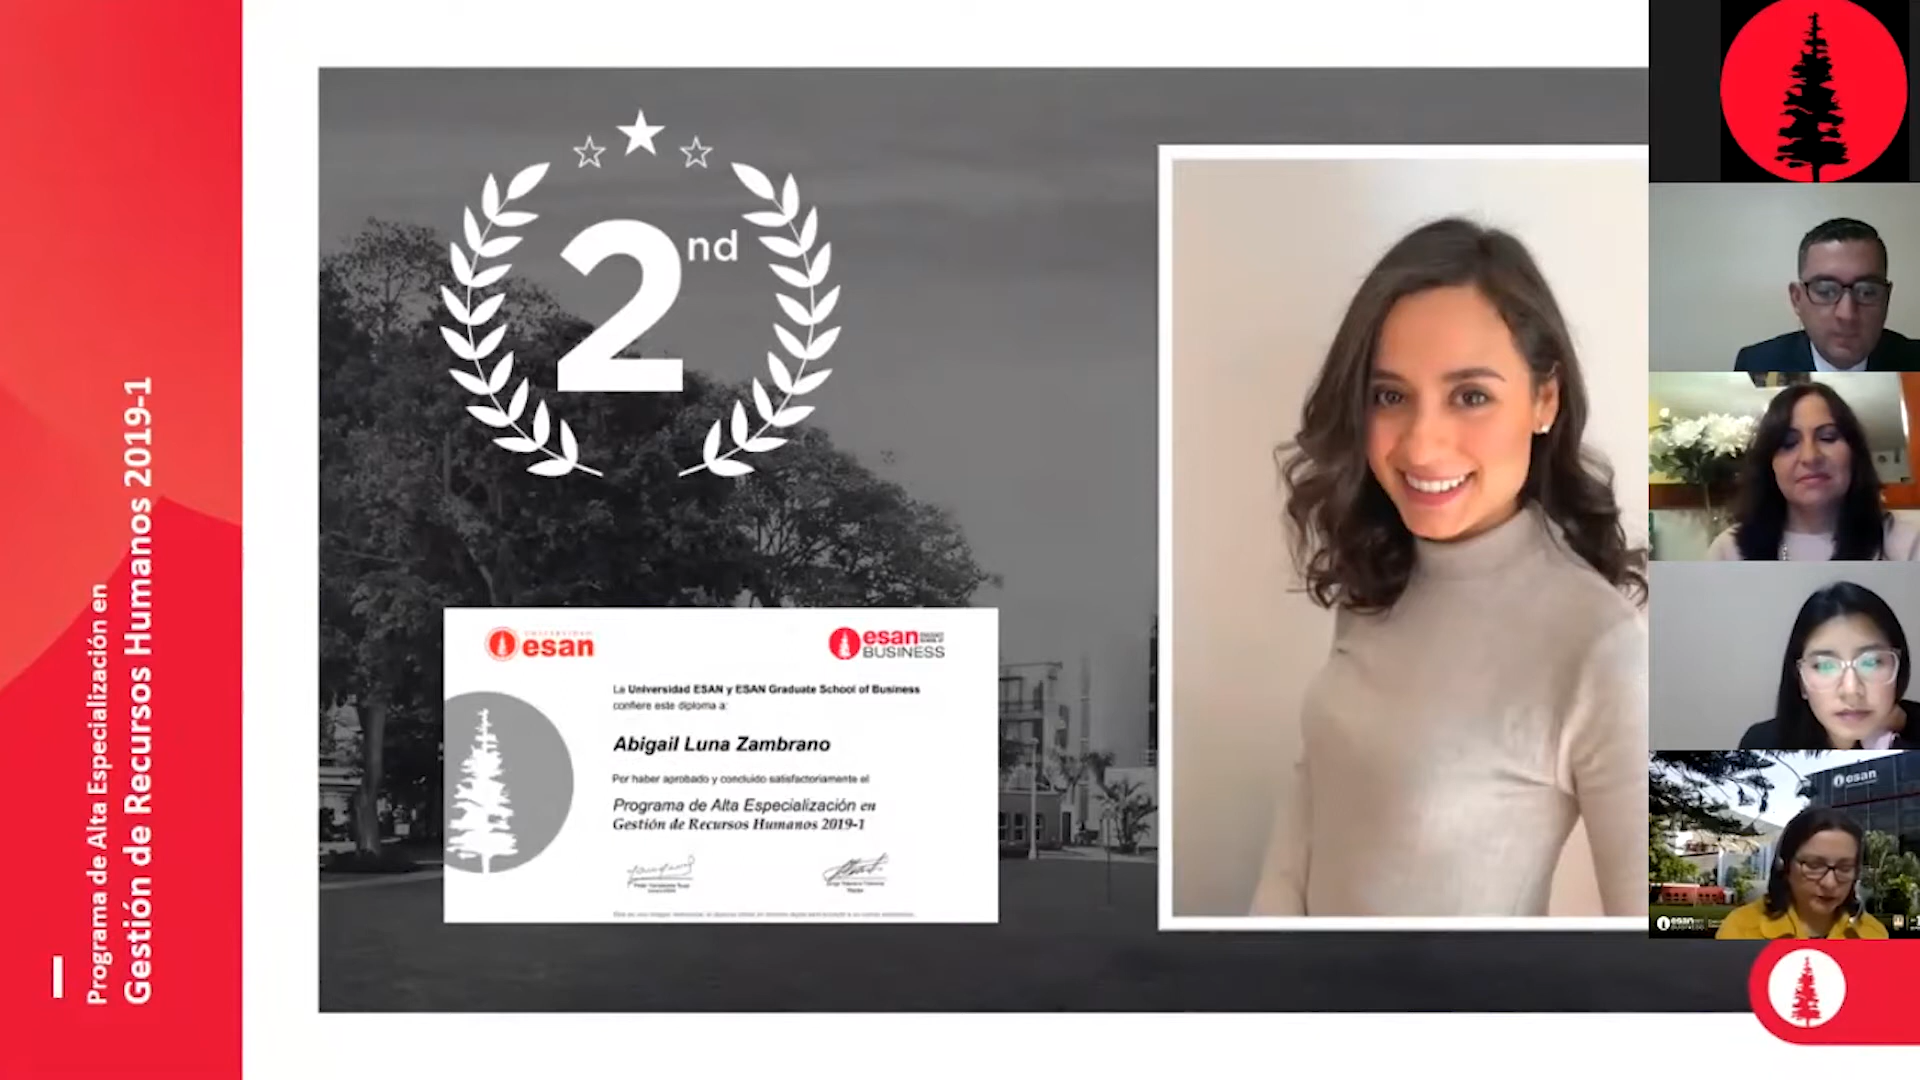 Programa de Alta Especialización en
Gestión de Recursos Humanos 2019-1
2nd
UNIVERSIDAD
esan
esan
BUSINESS
La Universidad ESAN y ESAN Graduate School of Business
confiere este diploma a:
Abigail Luna Zambrano
Por haber aprobado y concluido satisfactoriamente el
Programa de Alta Especialización en
Gestión de Recursos Humanos 2019-1
esan
esan